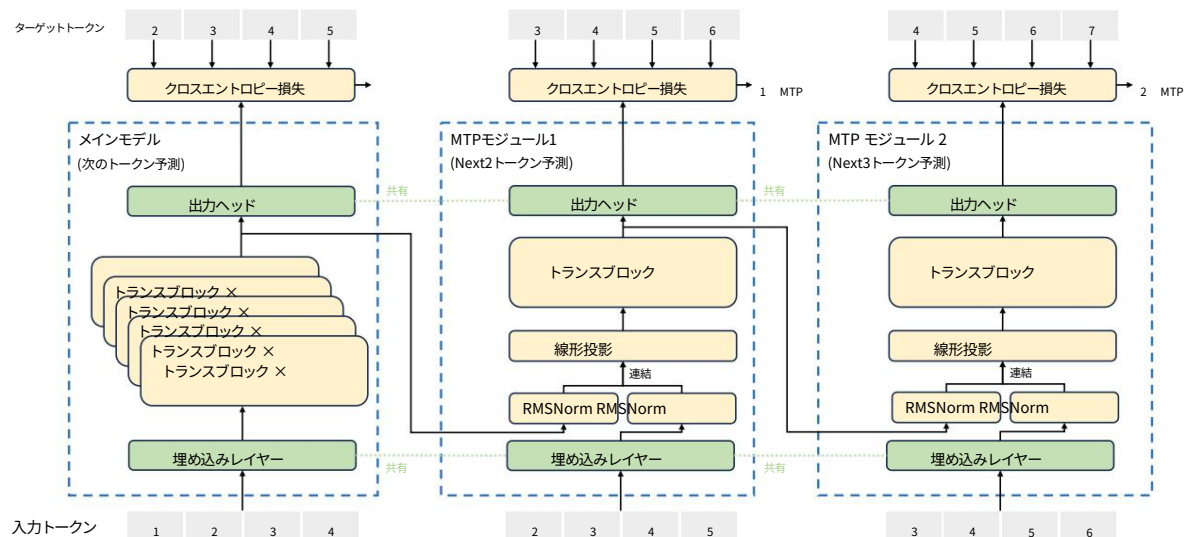 ターゲットトークン
2 3 4 5
3 4 5 6
4 5 6 7
クロスエントロピー損失
クロスエントロピー損失
1 MTP
クロスエントロピー損失
2 MTP
メインモデル
(次のトークン予測)
MTPモジュール1
(Next2トークン予測)
MTP モジュール 2
(Next3トークン予測)
出力ヘッド
共有
出力ヘッド
共有
出力ヘッド
トランスブロック ×
トランスブロック ×
トランスブロック ×
トランスブロック ×
トランスブロック ×
トランスブロック
トランスブロック
線形投影
線形投影
連結
連結
RMSNorm RMSNorm
RMSNorm RMSNorm
埋め込みレイヤー
共有
埋め込みレイヤー
共有
埋め込みレイヤー
入力トークン
1 2 3 4
2 3 4 5
3 4 5 6